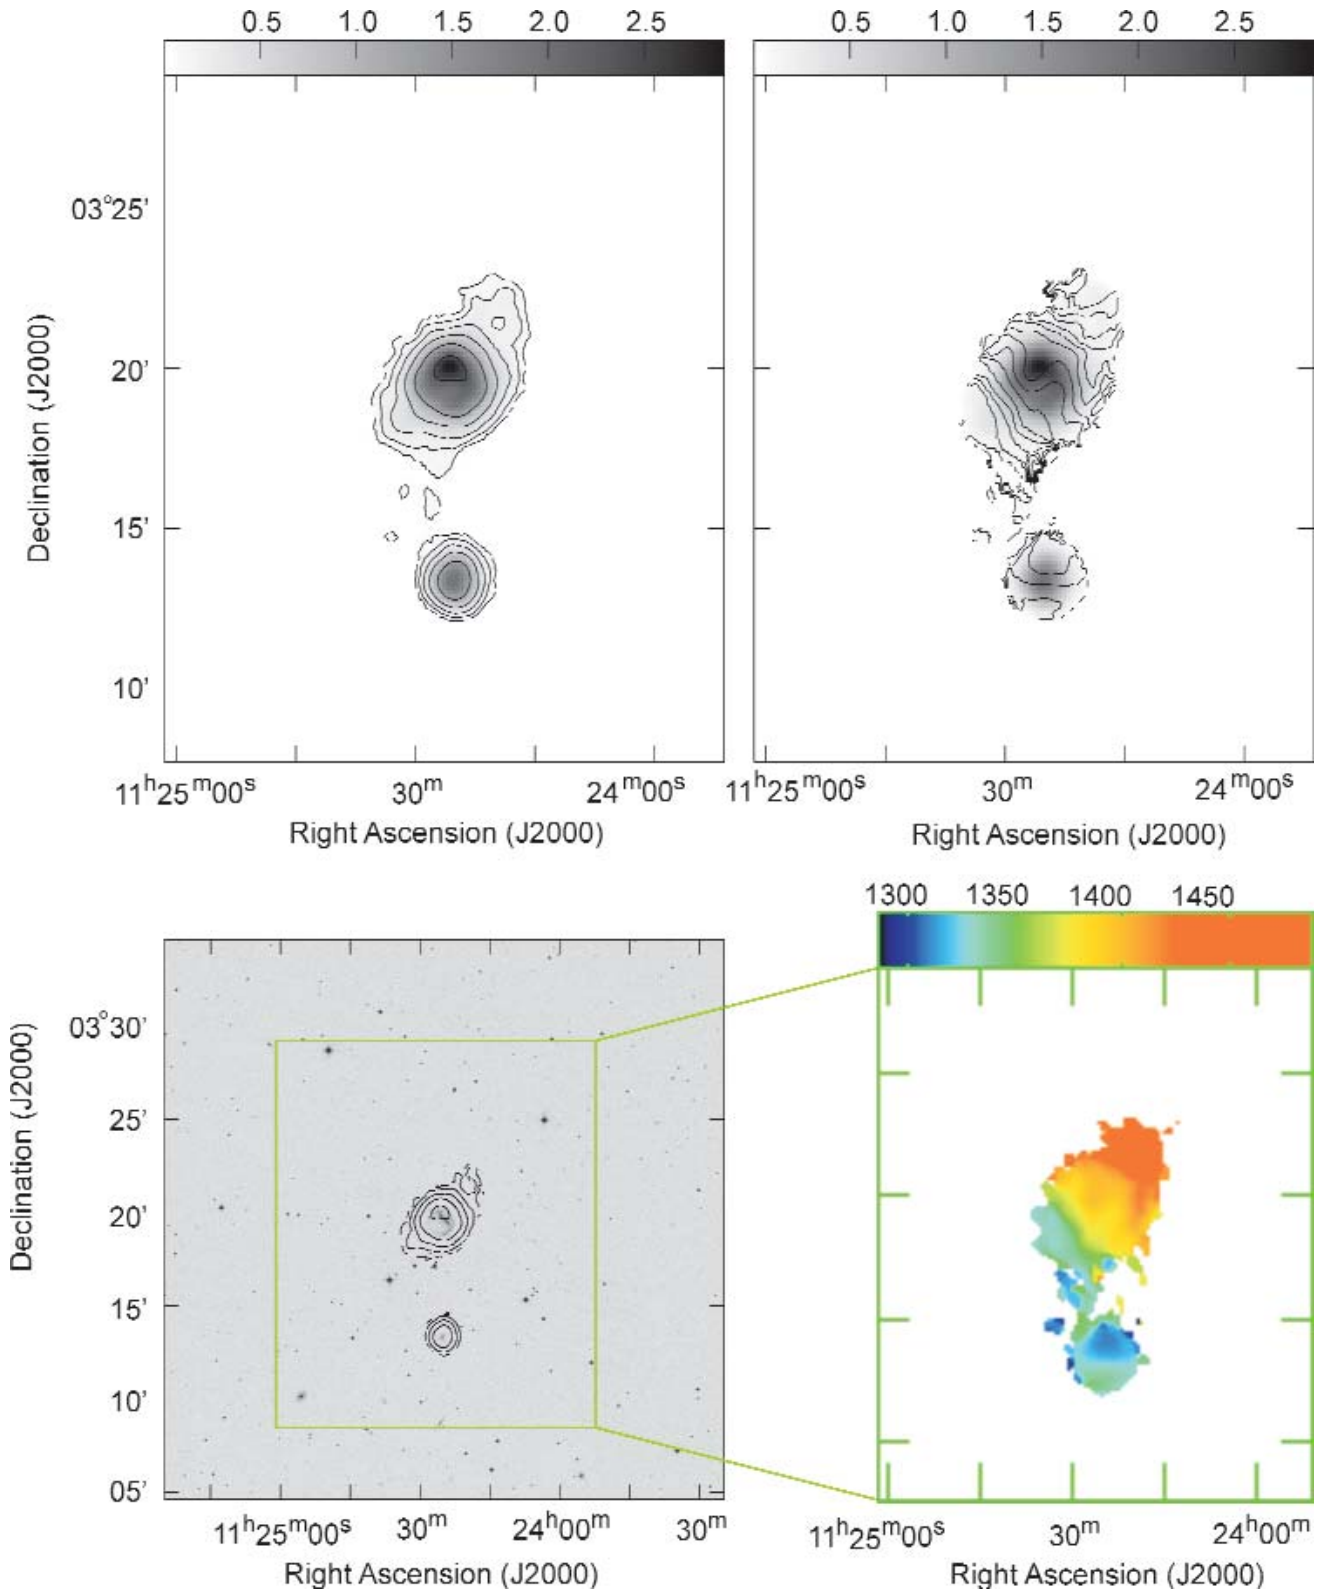 0.5 1.0 1.5 2.0 2.5
0.5 1.0 1.5 2.0 2.5
03°25'
20'
15'
10'
Declination (J2000)
11h25m00s 30m 24m00s
Right Ascension (J2000)
11h25m00s 30m 24m00s
Right Ascension (J2000)
1300 1350 1400 1450
03°30'
25'
20'
15'
10'
05'
Declination (J2000)
11h25m00s 30m 24h00m 30m
Right Ascension (J2000)
11h25m00s 30m 24h00m
Right Ascension (J2000)